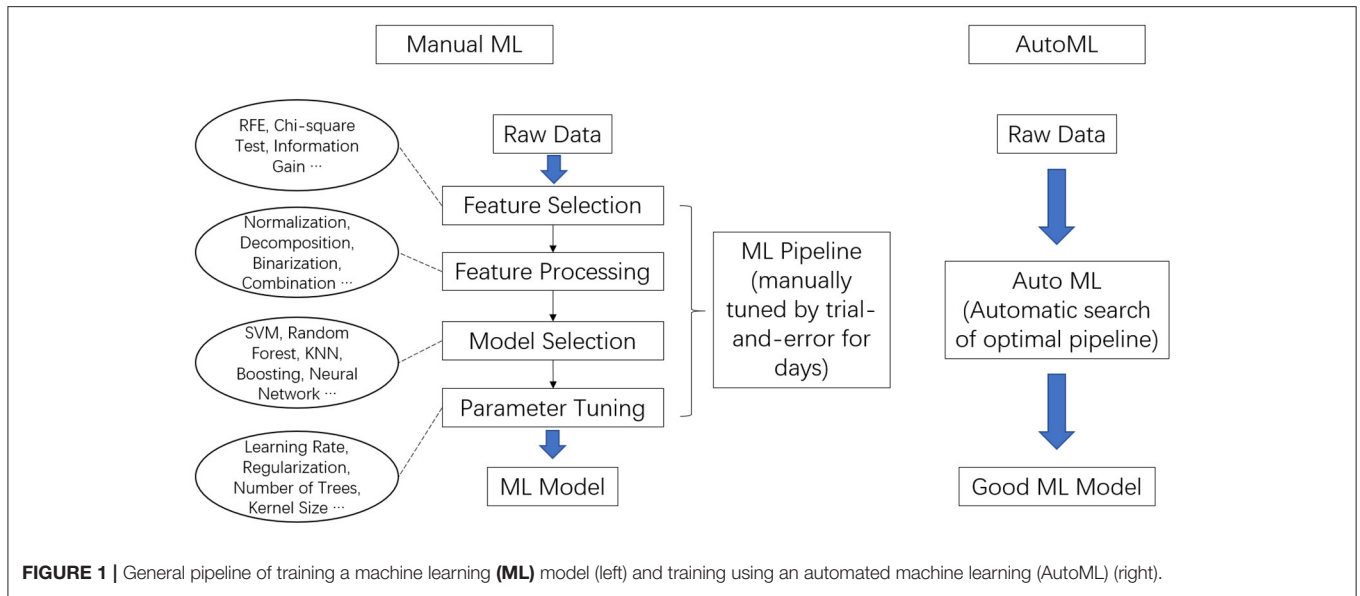 Manual ML
AutoML
RFE, Chi-square
Test, Information
Gain ⋯
Raw Data
Feature Selection
Normalization,
Decomposition,
Binarization,
Combination ⋯
Feature Processing
SVM, Random
Forest, KNN,
Boosting, Neural
Network ⋯
Model Selection
Learning Rate,
Regularization,
Number of Trees,
Kernel Size ⋯
Parameter Tuning
ML Model
ML Pipeline
(manually
tuned by trial-
and-error for
days)
Raw Data
Auto ML
(Automatic search
of optimal pipeline)
Good ML Model
FIGURE 1 | General pipeline of training a machine learning (ML) model (left) and training using an automated machine learning (AutoML) (right).